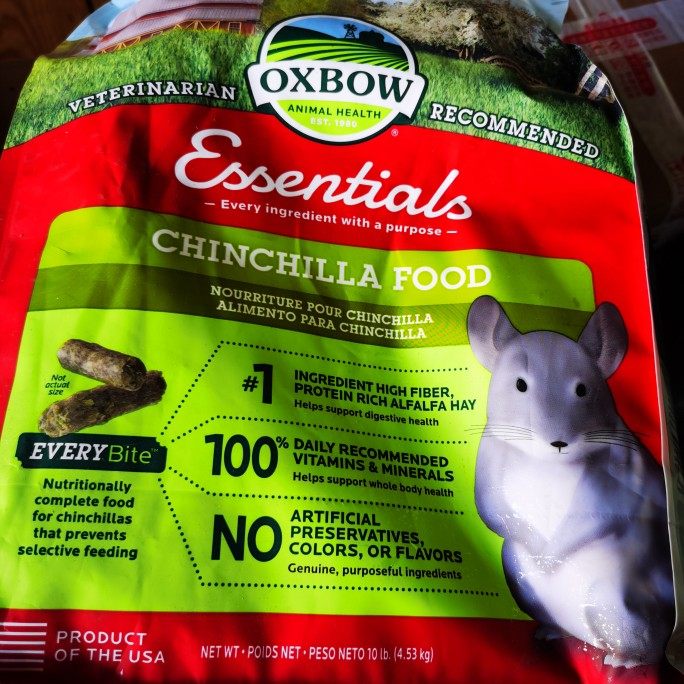 VETERINARIAN
OXBOW
ANIMAL HEALTH
EST. 1980
®
RECOMMENDED
Essentials
— Every ingredient with a purpose —
CHINCHILLA FOOD
NOURRITURE POUR CHINCHILLA
ALIMENTO PARA CHINCHILLA
Not
actual
size
EVERYBite™
Nutritionally
complete food
for chinchillas
that prevents
selective feeding
#1 INGREDIENT HIGH FIBER,
PROTEIN RICH ALFALFA HAY
Helps support digestive health
100% DAILY RECOMMENDED
VITAMINS & MINERALS
Helps support whole body health
NO ARTIFICIAL
PRESERVATIVES,
COLORS, OR FLAVORS
Genuine, purposeful ingredients
PRODUCT
OF THE USA
NET WT • POIDS NET • PESO NETO 10 lb. (4.53 kg)